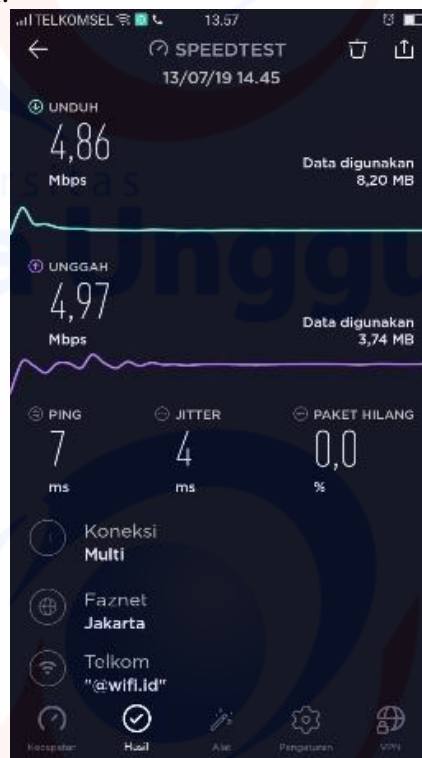 TELKOMSEL 13.57
SPEEDTEST
13/07/19 14.45
UNDUH
4,86
Mbps
Data digunakan
8,20 MB
UNGGAH
4,97
Mbps
Data digunakan
3,74 MB
PING JITTER PAKET HILANG
7 4 0,0
ms ms %
Koneksi
Multi
Faznet
Jakarta
Telkom
"@wifi.id"
Kecepatan Hasil Alat Pengaturan VPN